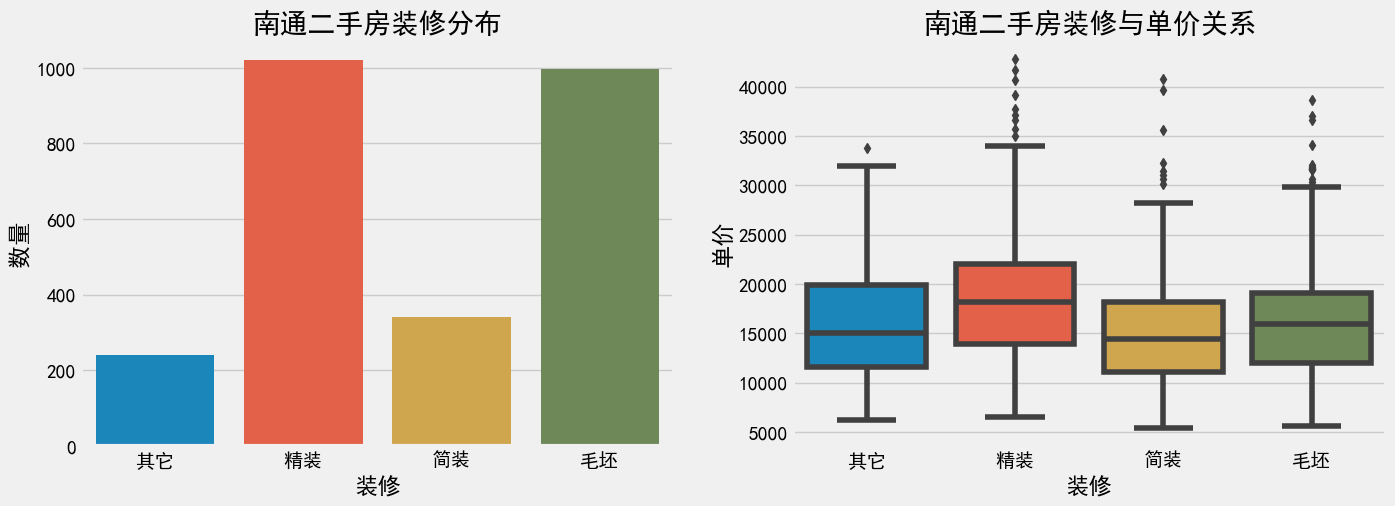 南通二手房装修分布
数量
1000
800
600
400
200
0
其它 精装 简装 毛坯
装修
南通二手房装修与单价关系
单价
40000
35000
30000
25000
20000
15000
10000
5000
其它 精装 简装 毛坯
装修